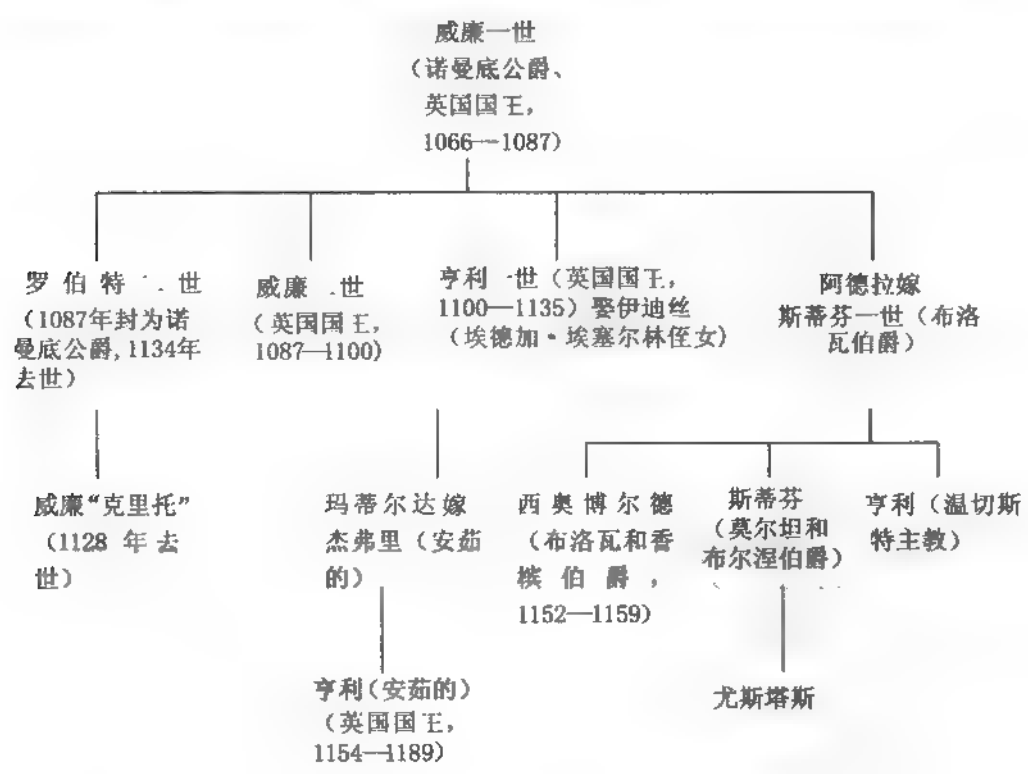 威廉一世
（诺曼底公爵、
英国国王，
1066—1087）
罗伯特二世
（1087年封为诺
曼底公爵，1134年
去世）
威廉二世
（英国国王，
1087—1100）
亨利一世（英国国王，
1100—1135）娶伊迪丝
（埃德加·埃塞尔林侄女）
阿德拉嫁
斯蒂芬一世（布洛
瓦伯爵）
威廉“克里托”
（1128年去
世）
玛蒂尔达嫁
杰弗里（安茹
的）
西奥博尔德
（布洛瓦和香
槟伯爵，
1152—1159）
斯蒂芬
（莫尔坦和
布尔涅伯爵）
亨利（温切斯
特主教）
亨利（安茹的）
（英国国王，
1154—1189）
尤斯塔斯